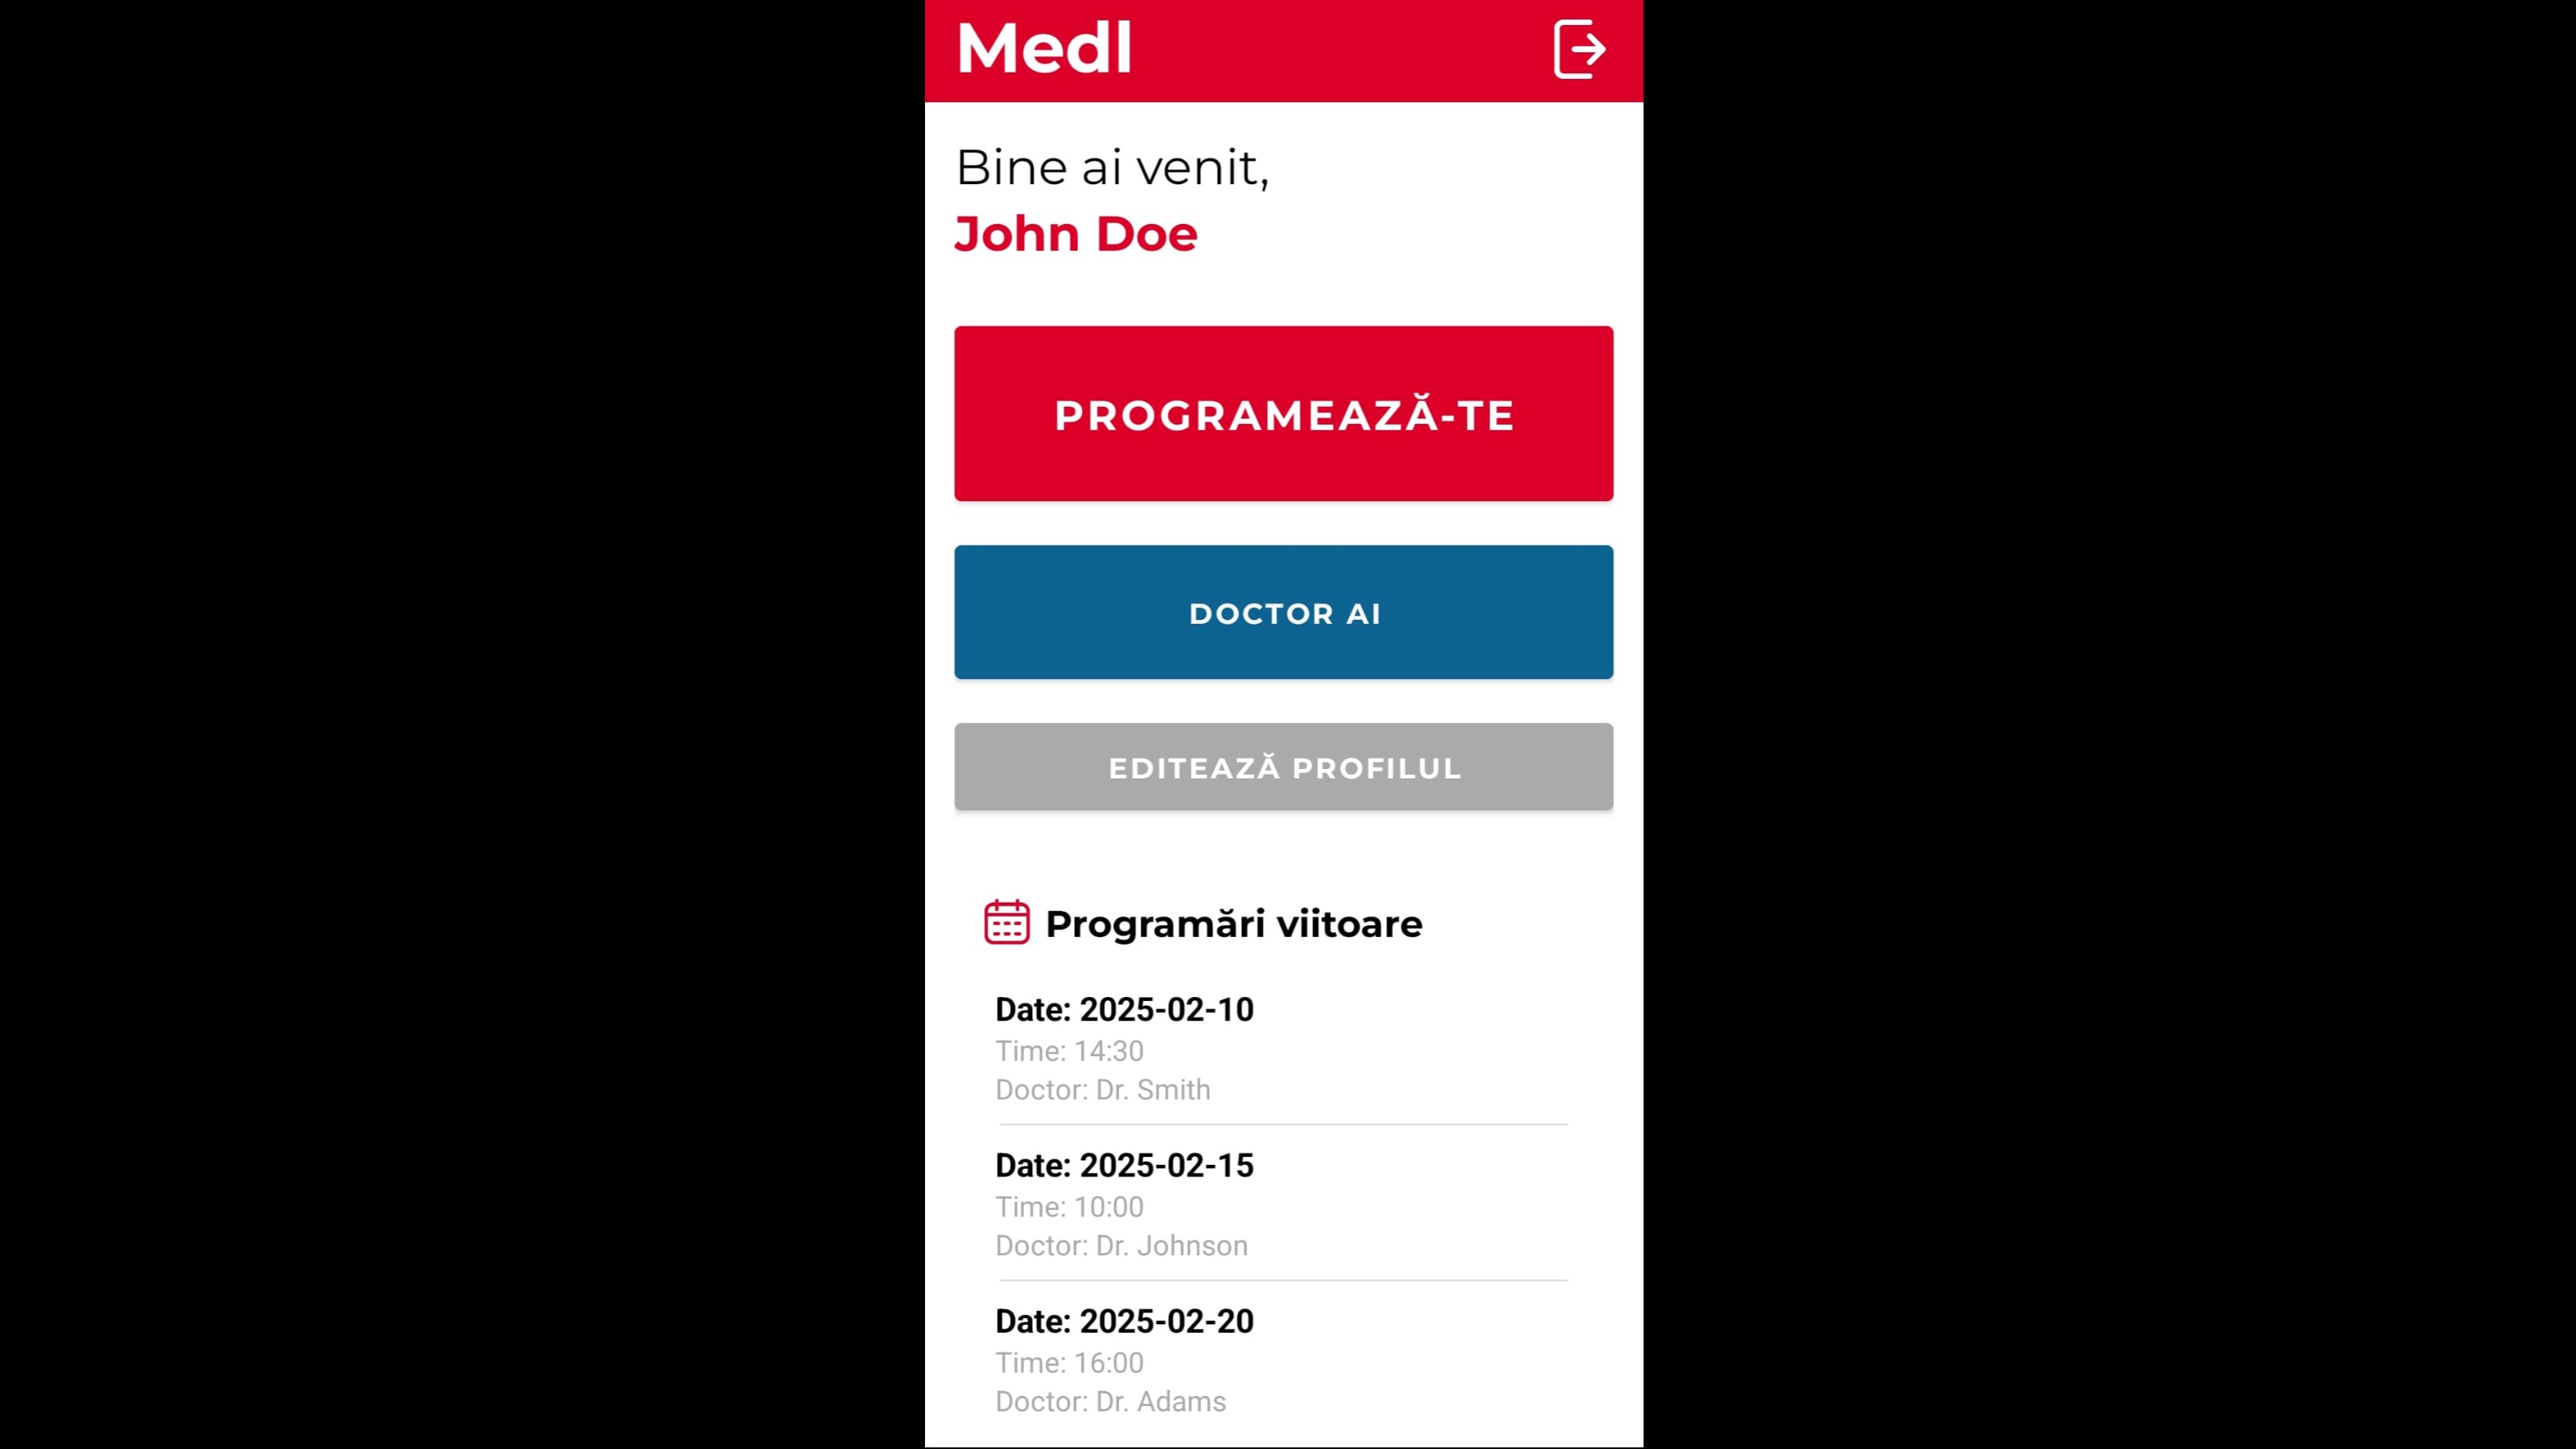 Medl
Bine ai venit,
John Doe
PROGRAMEAZĂ-TE
DOCTOR AI
EDITEAZĂ PROFILUL
Programări viitoare
Date: 2025-02-10
Time: 14:30
Doctor: Dr. Smith
Date: 2025-02-15
Time: 10:00
Doctor: Dr. Johnson
Date: 2025-02-20
Time: 16:00
Doctor: Dr. Adams